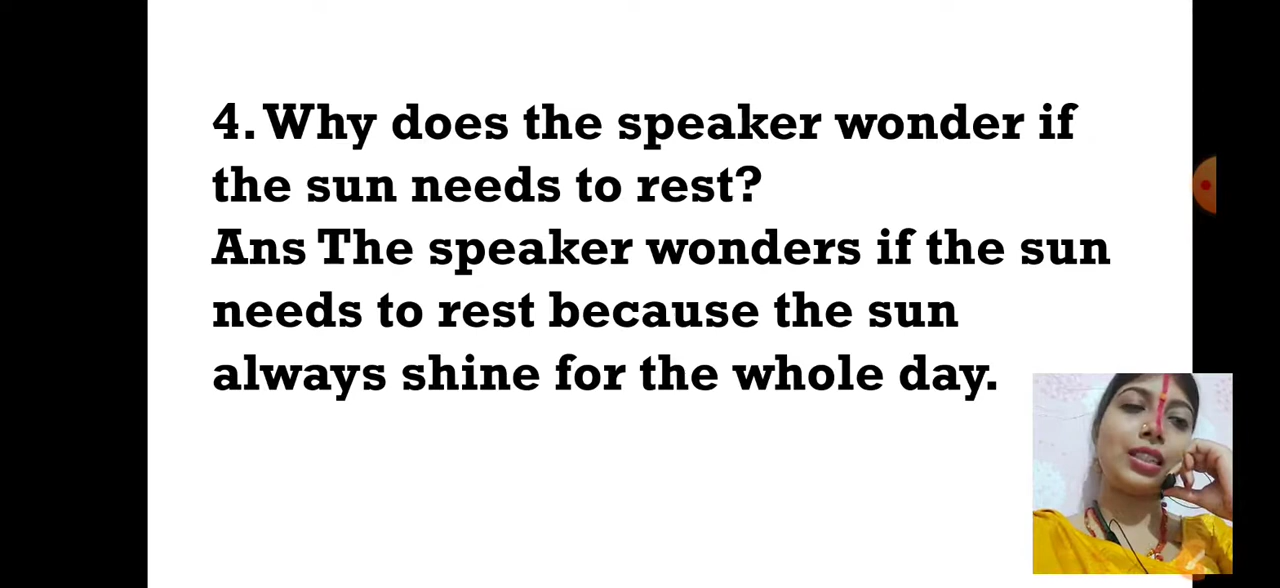 4. Why does the speaker wonder if
the sun needs to rest?
Ans The speaker wonders if the sun
needs to rest because the sun
always shine for the whole day.